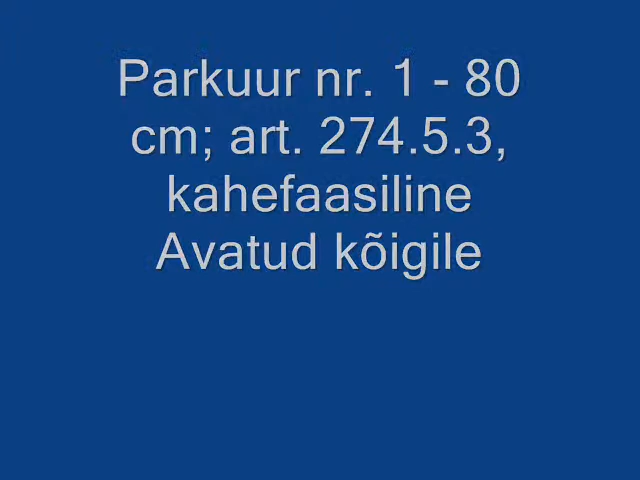 Parkuur nr. 1 - 80
cm; art. 274.5.3,
kahefaasiline
Avatud kõigile